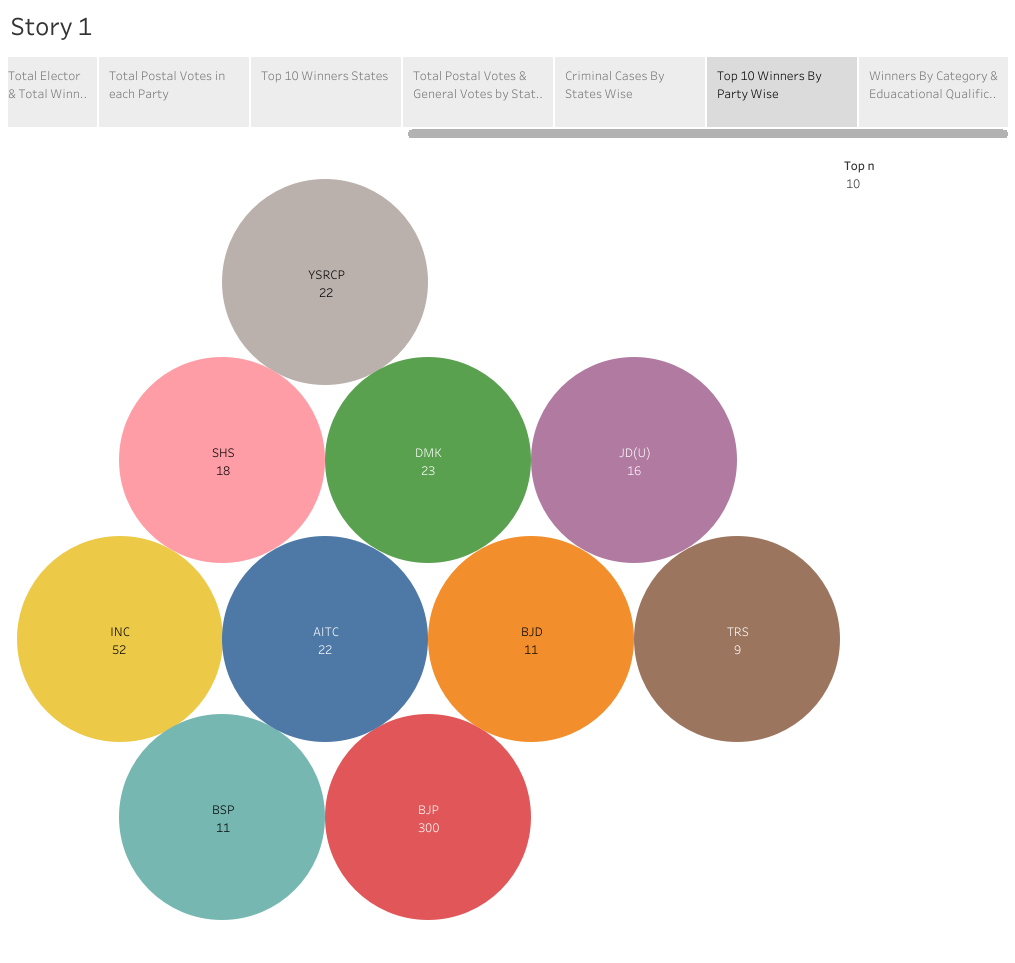 Story 1
Total Elector
& Total Winn..
Total Postal Votes in
each Party
Top 10 Winners States
Total Postal Votes &
General Votes by Stat..
Criminal Cases By
States Wise
Top 10 Winners By
Party Wise
Winners By Category &
Eduacational Qualific..
Top n
10
YSRCP
22
SHS
18
DMK
23
JD(U)
16
INC
52
AITC
22
BJD
11
TRS
9
BSP
11
BJP
300